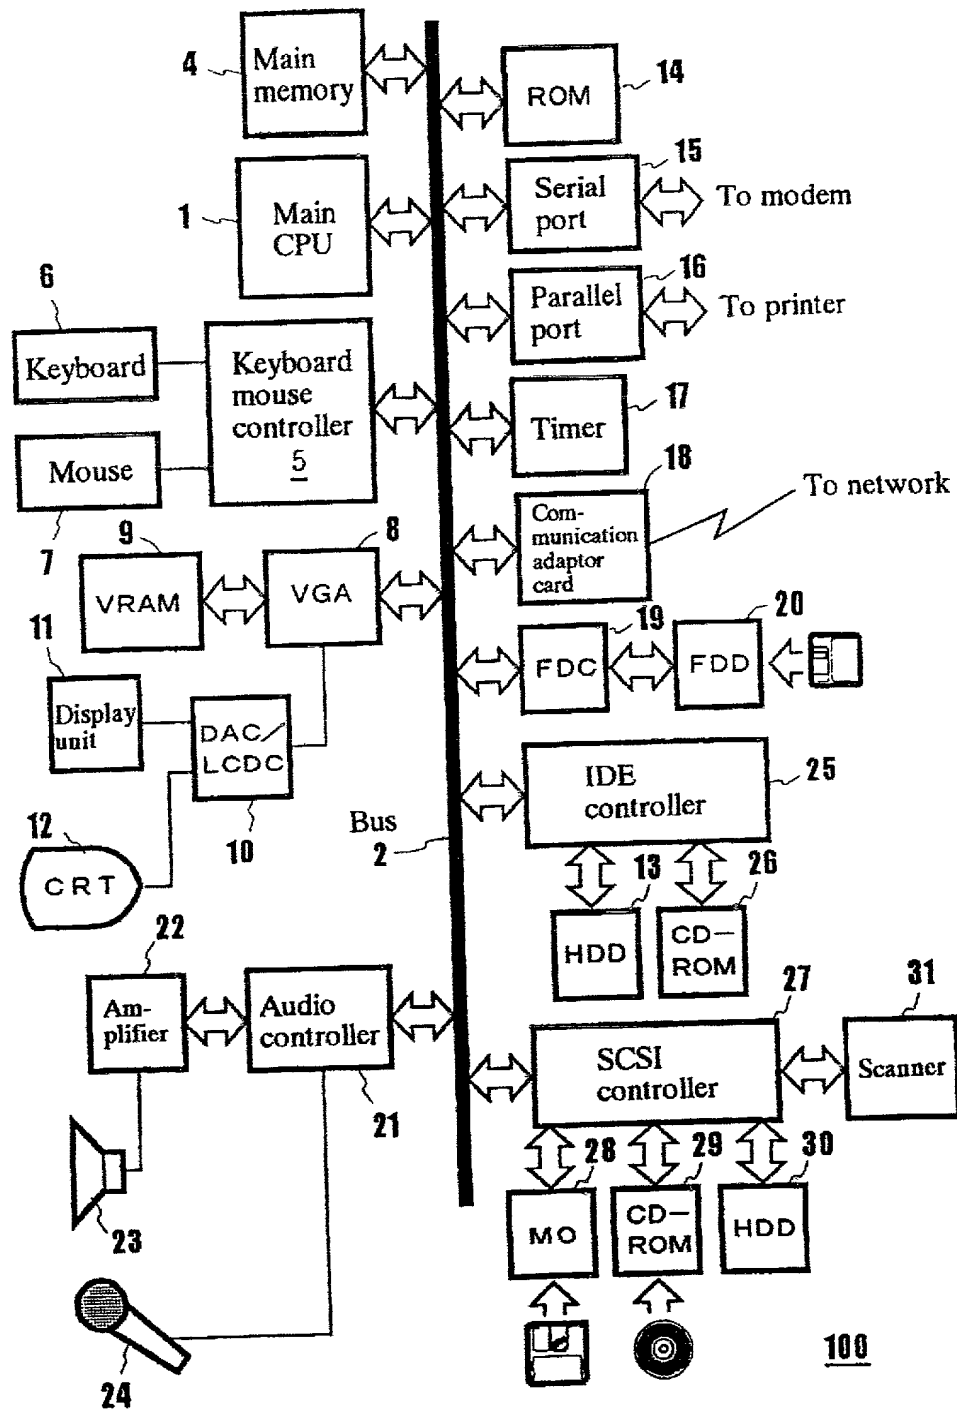 4
Main
memory
ROM
14
1
Main
CPU
Serial
port
15
To modem
Parallel
port
16
To printer
6
Keyboard
Keyboard
mouse
controller
5
Mouse
7
Timer
17
Com-
munication
adaptor
card
18
To network
9
VRAM
8
VGA
FDC
19
FDD
20
11
Display
unit
DAC/
LCDC
10
12
CRT
Bus
2
IDE
controller
25
13
HDD
26
CD-
ROM
22
Am-
plifier
Audio
controller
21
23
24
SCSI
controller
27
31
Scanner
28
MO
29
CD-
ROM
30
HDD
100